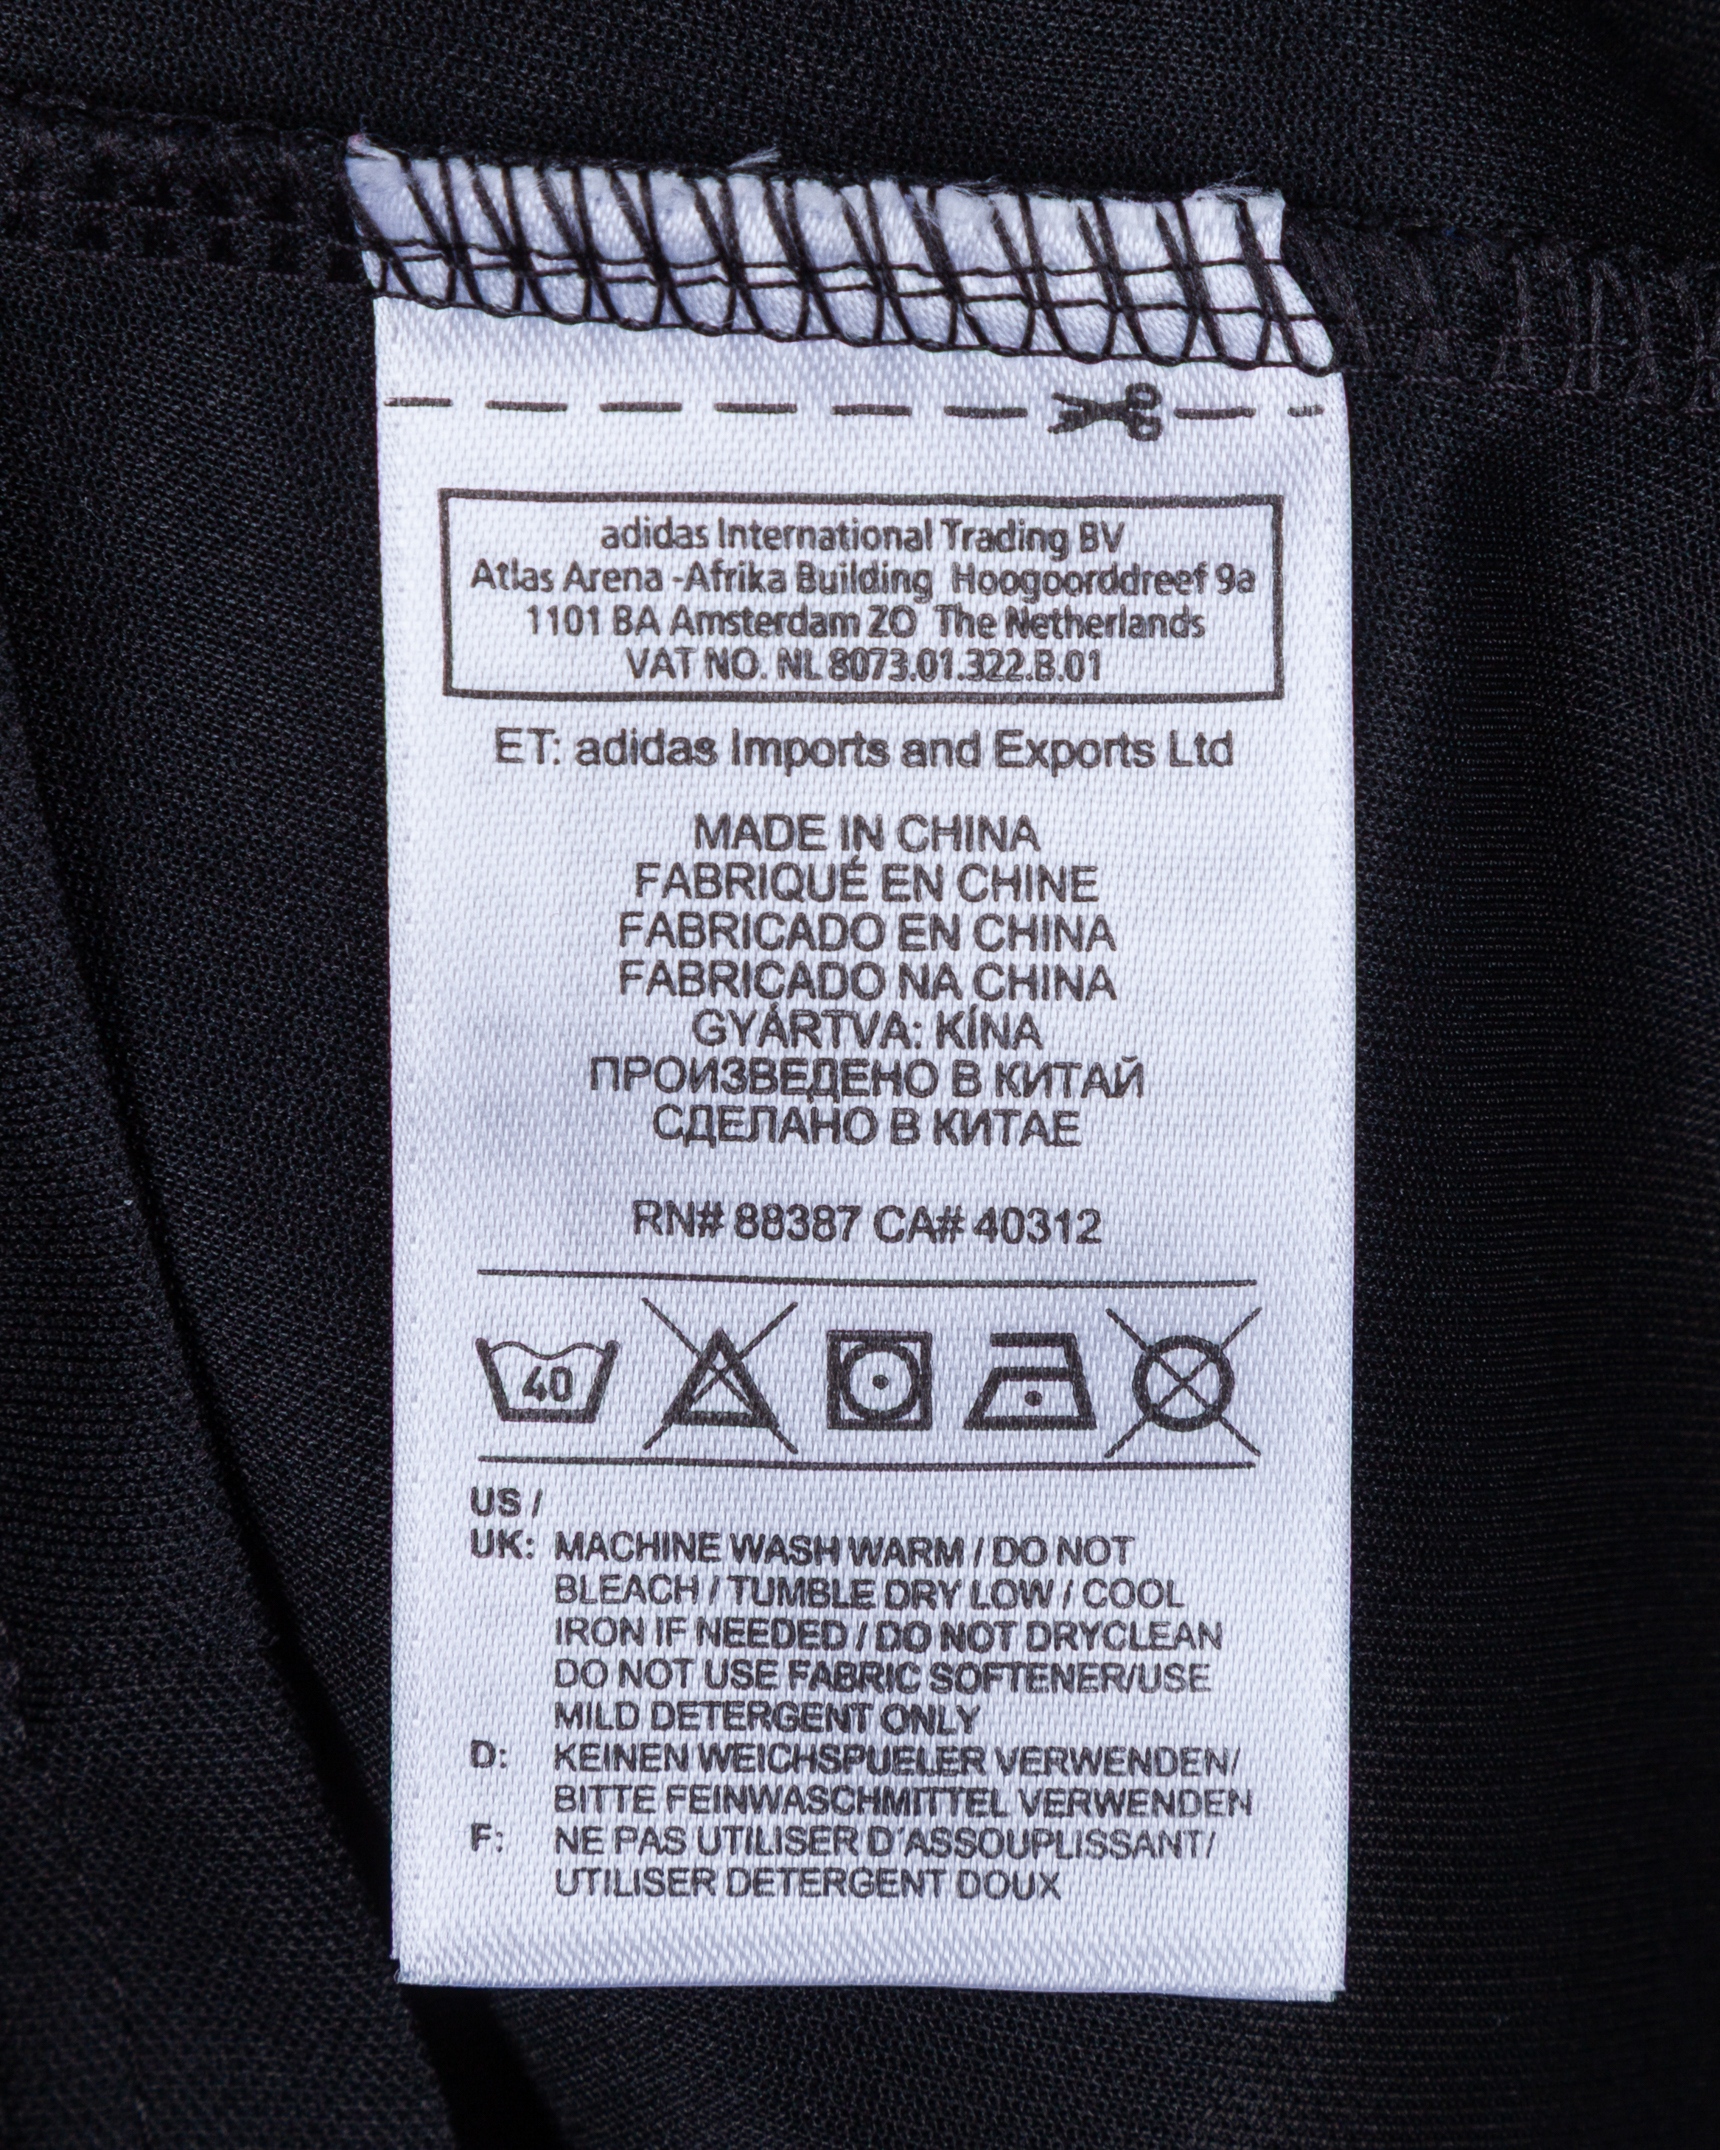 adidas International Trading BV
Atlas Arena -Afrika Building Hoogoorddreef 9a
1101 BA Amsterdam ZO The Netherlands
VAT NO. NL 8073.01.322.B.01
ET: adidas Imports and Exports Ltd
MADE IN CHINA
FABRIQUÉ EN CHINE
FABRICADO EN CHINA
FABRICADO NA CHINA
GYÁRTVA: KÍNA
ПРОИЗВЕДЕНО В КИТАЙ
СДЕЛАНО В КИТАЕ
RN# 88387 CA# 40312
40
US /
UK: MACHINE WASH WARM / DO NOT
BLEACH / TUMBLE DRY LOW / COOL
IRON IF NEEDED / DO NOT DRYCLEAN
DO NOT USE FABRIC SOFTENER/USE
MILD DETERGENT ONLY
D: KEINEN WEICHSPUELER VERWENDEN/
BITTE FEINWASCHMITTEL VERWENDEN
F: NE PAS UTILISER D´ASSOUPLISSANT/
UTILISER DETERGENT DOUX